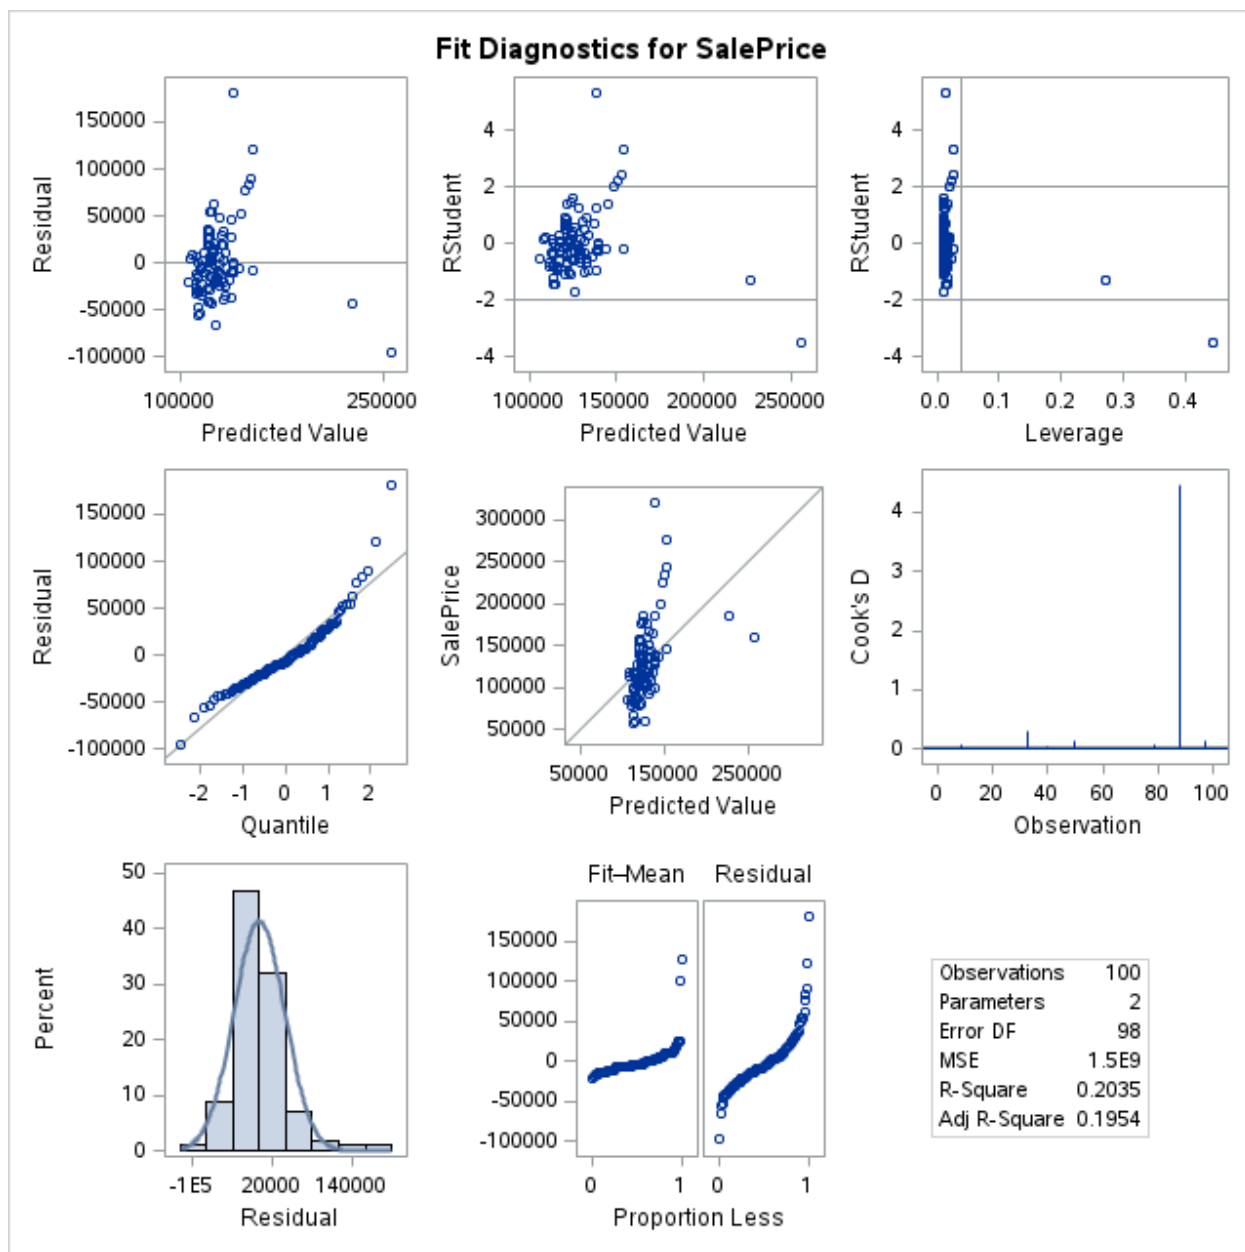 Fit Diagnostics for SalePrice
Residual
150000
100000
50000
0
-50000
-100000
100000 250000
Predicted Value
RStudent
4
2
0
-2
-4
100000 150000 200000 250000
Predicted Value
RStudent
4
2
0
-2
-4
0.0 0.1 0.2 0.3 0.4
Leverage
Residual
150000
100000
50000
0
-50000
-100000
-2 -1 0 1 2
Quantile
SalePrice
300000
250000
200000
150000
100000
50000
50000 150000 250000
Predicted Value
Cook's D
4
3
2
1
0
0 20 40 60 80 100
Observation
Percent
50
40
30
20
10
0
-1E5 20000 140000
Residual
Fit–Mean Residual
150000
100000
50000
0
-50000
-100000
0 1 0 1
Proportion Less
Observations 100
Parameters 2
Error DF 98
MSE 1.5E9
R-Square 0.2035
Adj R-Square 0.1954